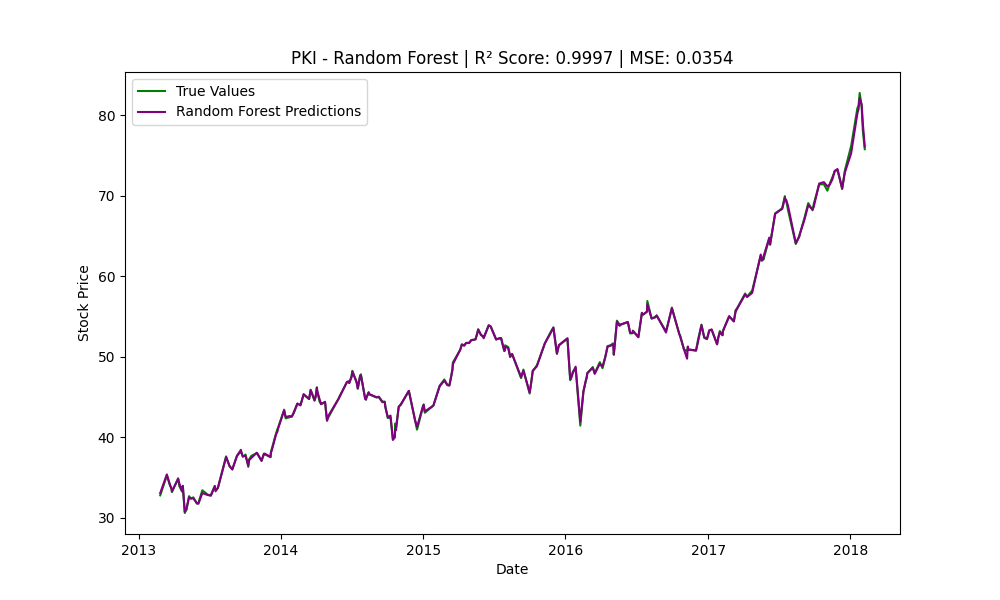 PKI - Random Forest | R² Score: 0.9997 | MSE: 0.0354
True Values
Random Forest Predictions
80
70
60
50
40
30
Stock Price
2013 2014 2015 2016 2017 2018
Date